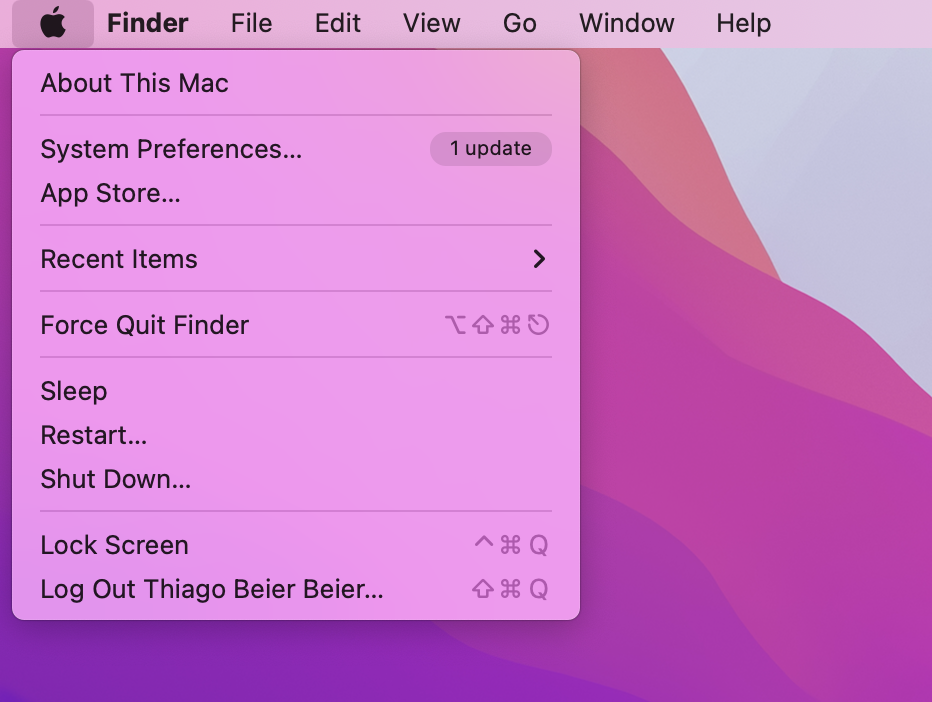 Finder File Edit View Go Window Help
About This Mac
System Preferences... 1 update
App Store...
Recent Items
Force Quit Finder ⌥⇧⌘⎋
Sleep
Restart...
Shut Down...
Lock Screen ^⌘Q
Log Out Thiago Beier Beier... ⇧⌘Q